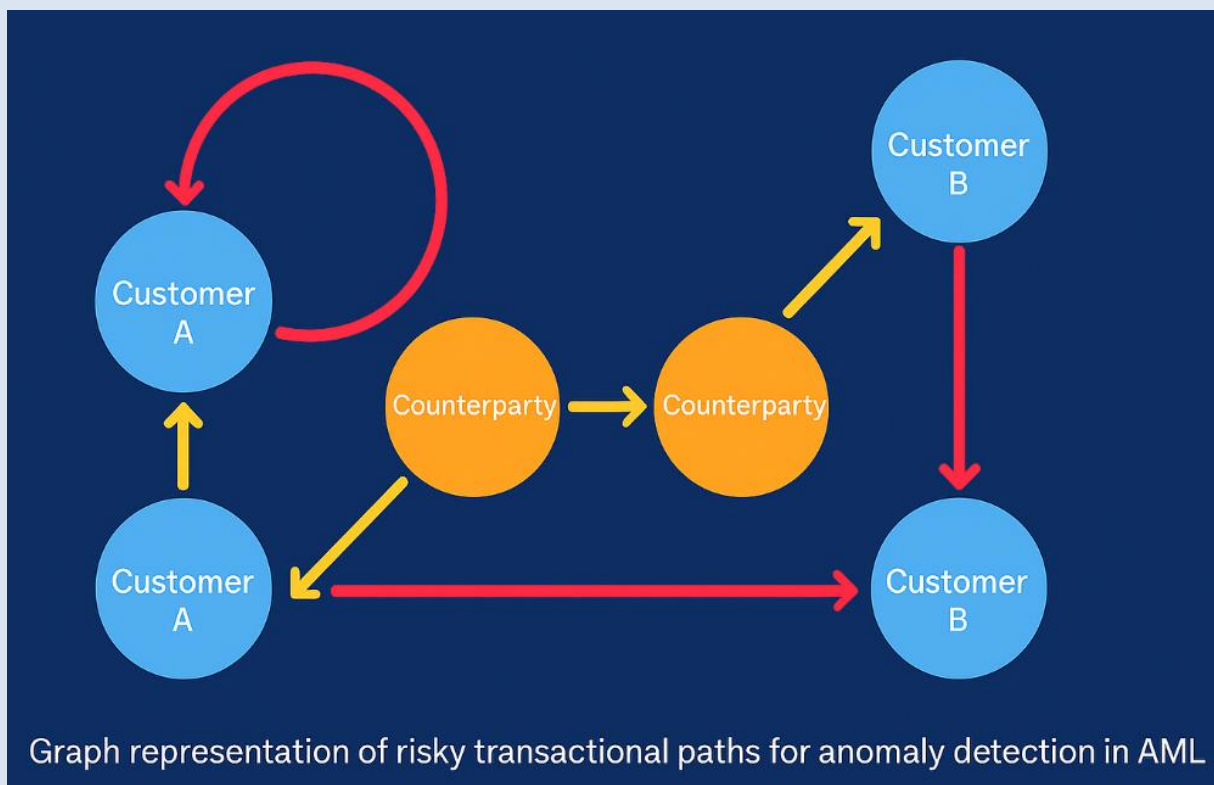 Customer
B
Customer
A
Counterparty
Counterparty
Customer
A
Customer
B
Graph representation of risky transactional paths for anomaly detection in AML